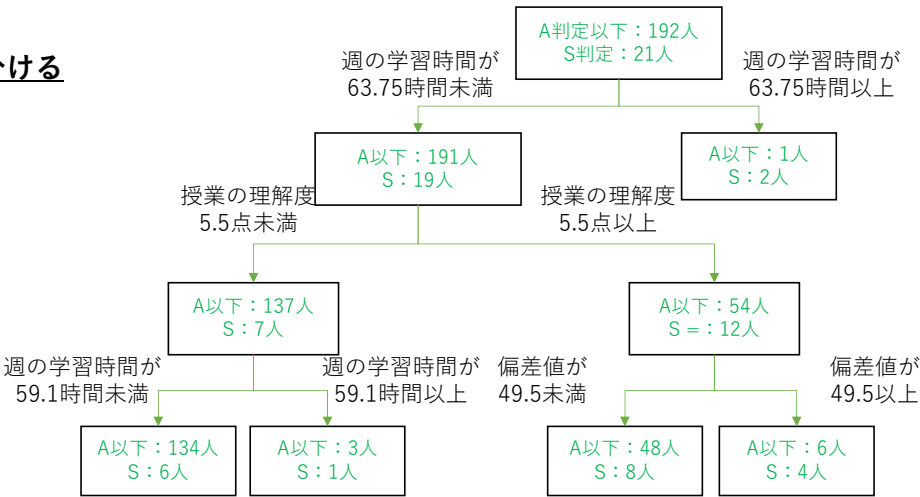 ける
A判定以下：192人
S判定：21人
週の学習時間が
63.75時間未満
週の学習時間が
63.75時間以上
A以下：191人
S：19人
A以下：1人
S：2人
授業の理解度
5.5点未満
授業の理解度
5.5点以上
A以下：137人
S：7人
A以下：54人
S =：12人
週の学習時間が
59.1時間未満
週の学習時間が
59.1時間以上
偏差値が
49.5未満
偏差値が
49.5以上
A以下：134人
S：6人
A以下：3人
S：1人
A以下：48人
S：8人
A以下：6人
S：4人